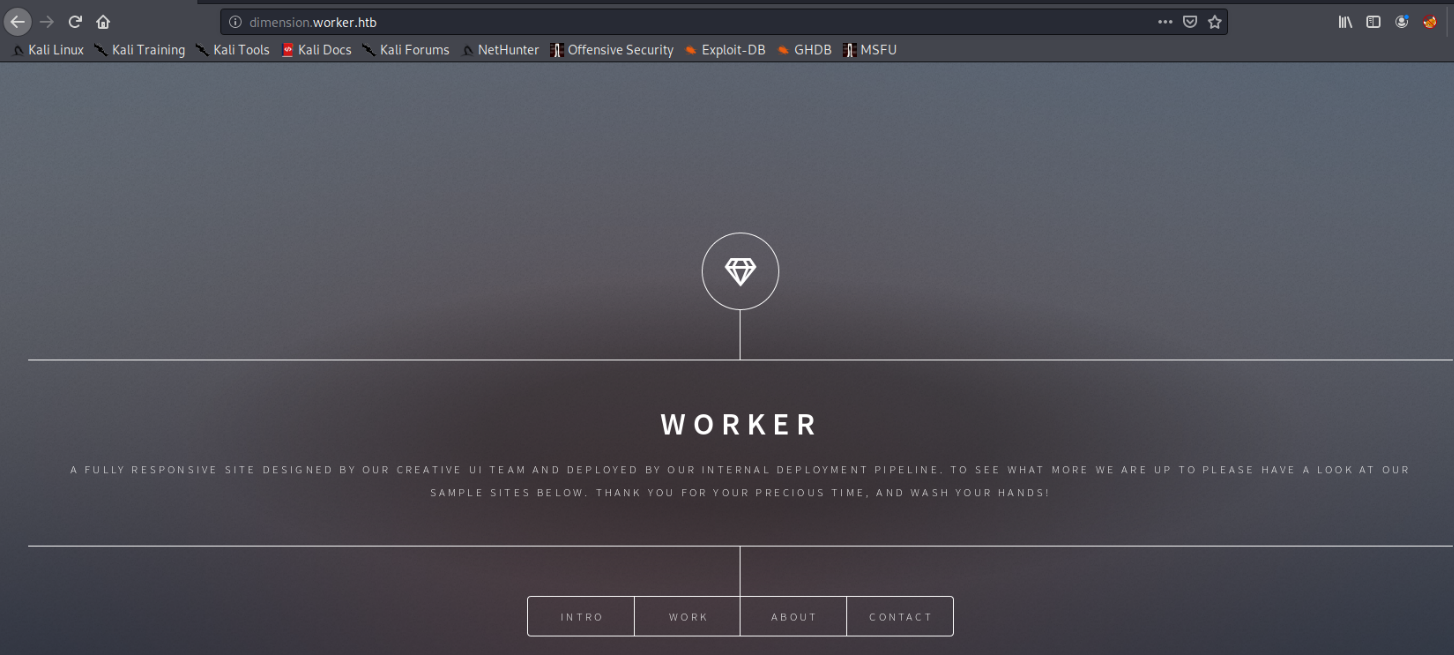 dimension.worker.htb
Kali Linux Kali Training Kali Tools Kali Docs Kali Forums NetHunter Offensive Security Exploit-DB GHDB MSFU
WORKER
A FULLY RESPONSIVE SITE DESIGNED BY OUR CREATIVE UI TEAM AND DEPLOYED BY OUR INTERNAL DEPLOYMENT PIPELINE. TO SEE WHAT MORE WE ARE UP TO PLEASE HAVE A LOOK AT OUR
SAMPLE SITES BELOW. THANK YOU FOR YOUR PRECIOUS TIME, AND WASH YOUR HANDS!
INTRO WORK ABOUT CONTACT